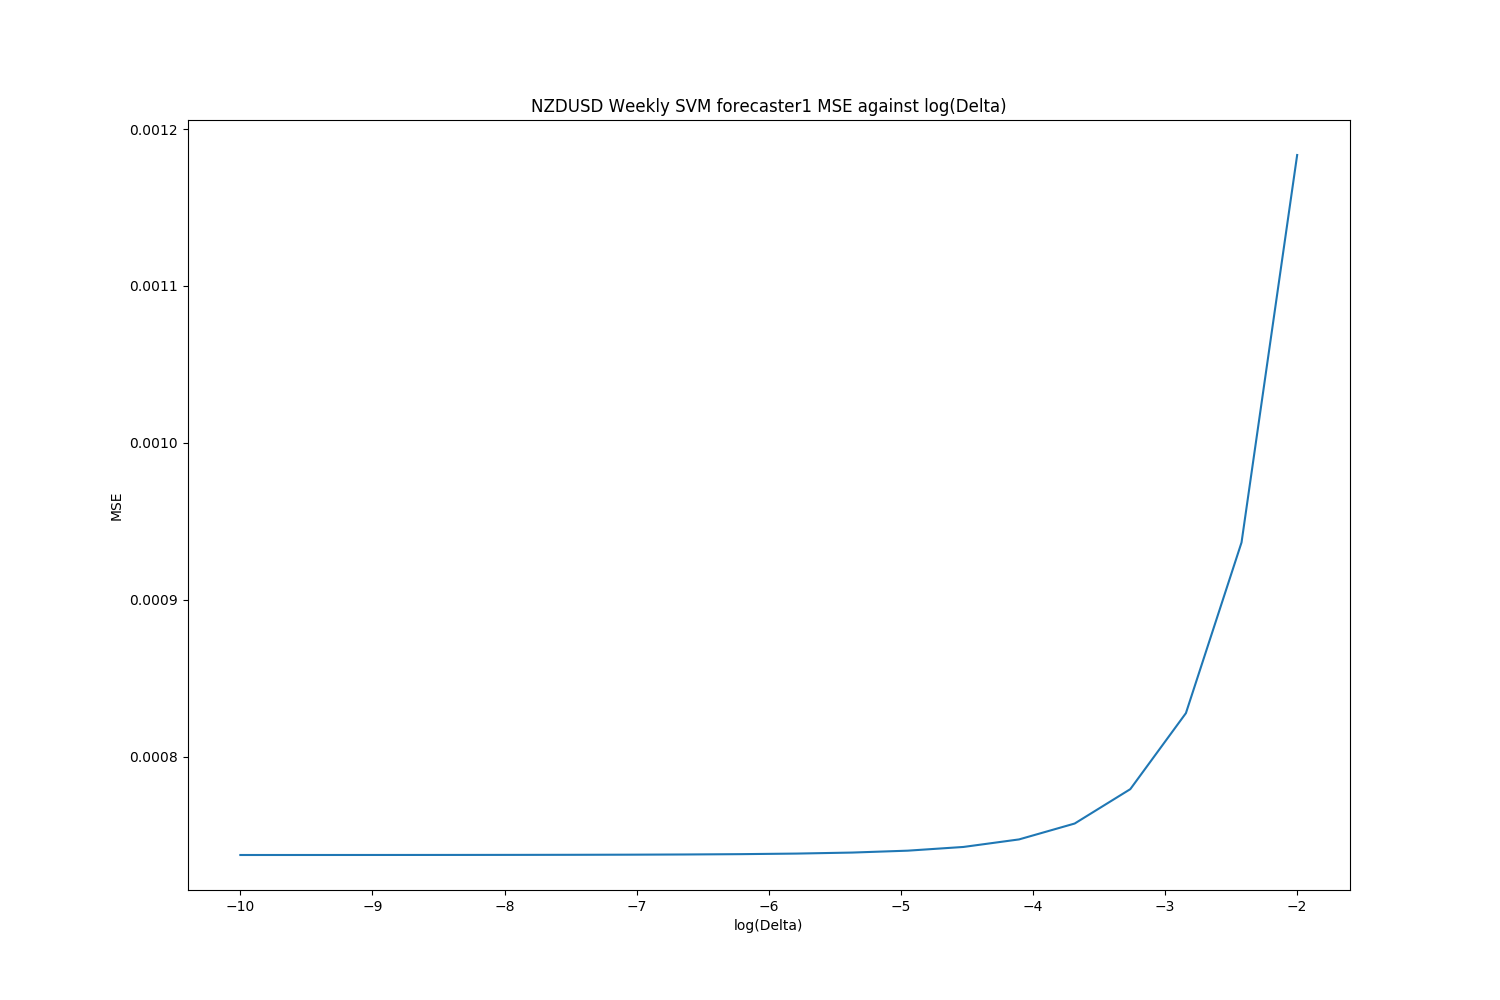 NZDUSD Weekly SVM forecaster1 MSE against log(Delta)
0.0012
0.0011
0.0010
0.0009
0.0008
MSE
−10 −9 −8 −7 −6 −5 −4 −3 −2
log(Delta)